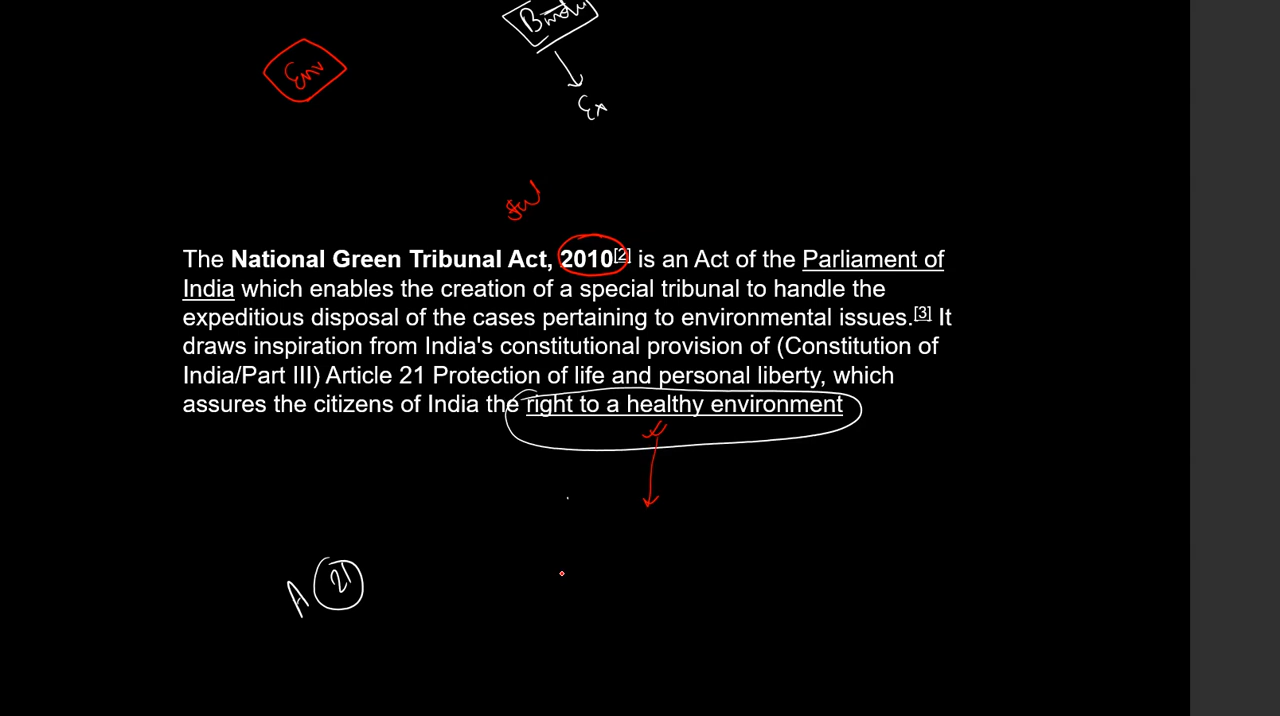 Env
Ex
The National Green Tribunal Act, 2010[2] is an Act of the Parliament of
India which enables the creation of a special tribunal to handle the
expeditious disposal of the cases pertaining to environmental issues.[3] It
draws inspiration from India's constitutional provision of (Constitution of
India/Part III) Article 21 Protection of life and personal liberty, which
assures the citizens of India the right to a healthy environment
A 21